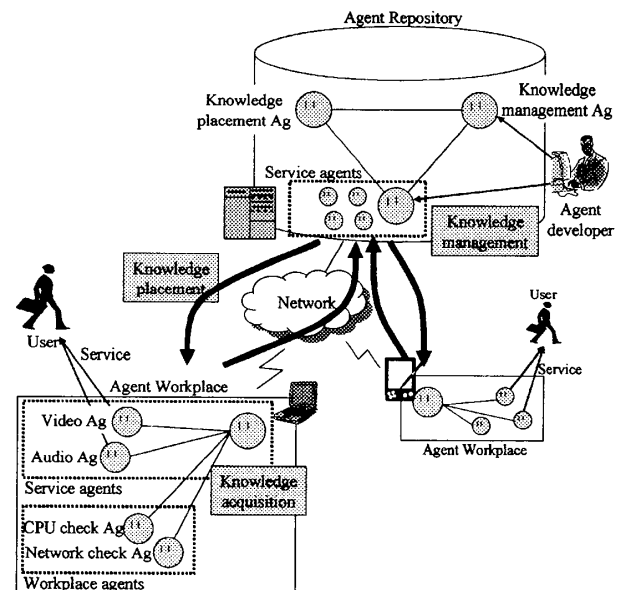 Agent Repository
Knowledge
placement Ag
Knowledge
management Ag
Service agents
Agent
developer
Knowledge
management
Knowledge
placement
Network
User
Service
User
Service
Agent Workplace
Video Ag
Audio Ag
Service agents
Knowledge
acquisition
CPU check Ag
Network check Ag
Workplace agents
Agent Workplace